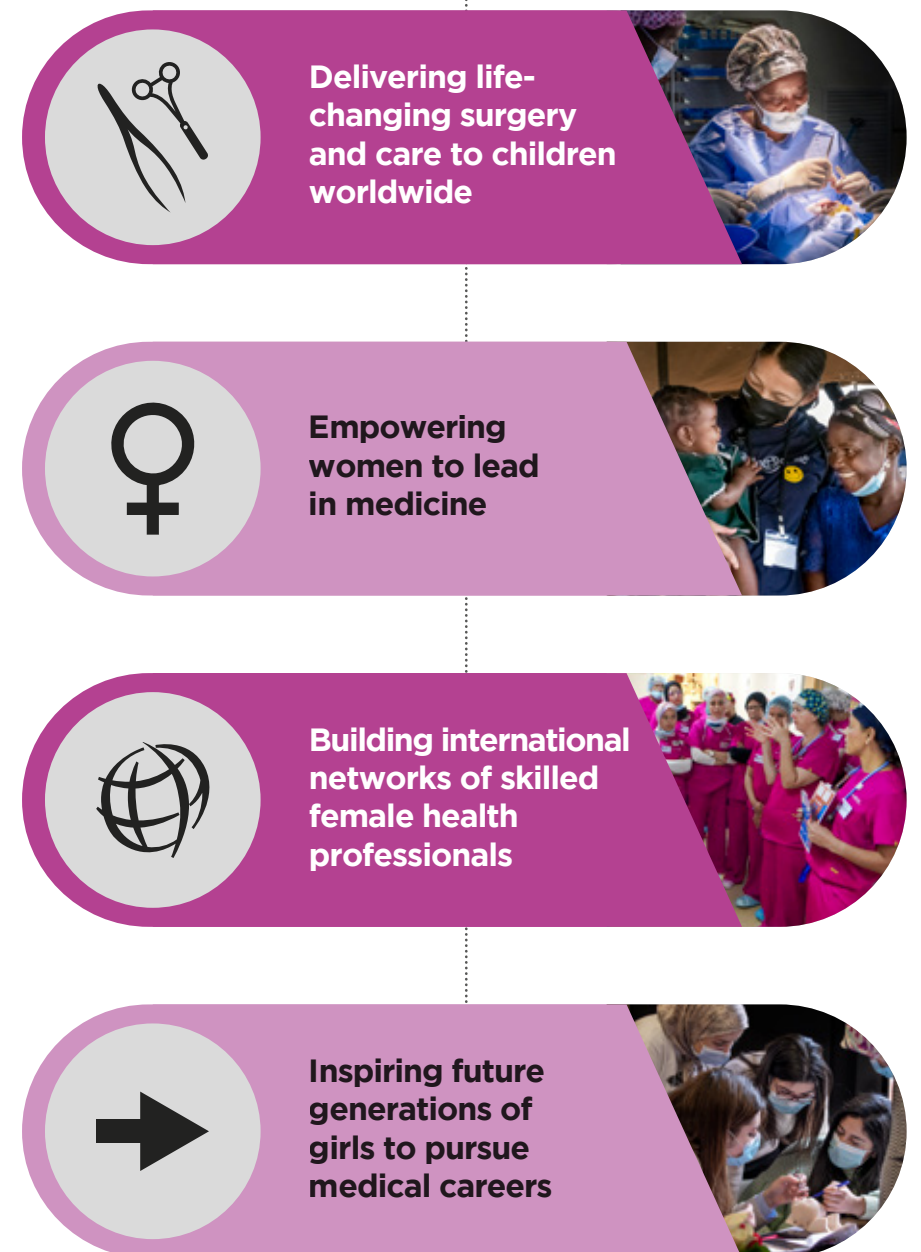 Delivering life-
changing surgery
and care to children
worldwide
Empowering
women to lead
in medicine
Building international
networks of skilled
female health
professionals
Inspiring future
generations of
girls to pursue
medical careers